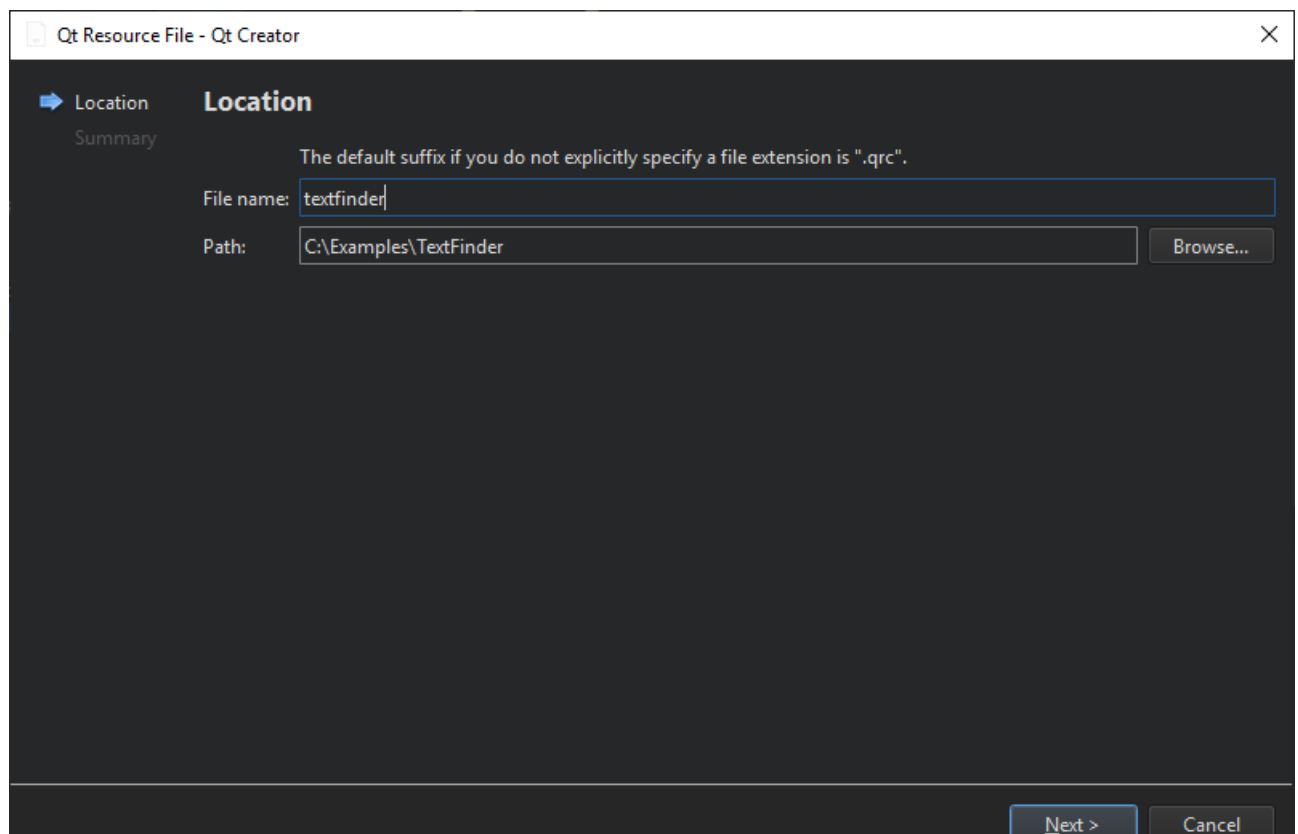 Qt Resource File - Qt Creator
Location
Summary
Location
The default suffix if you do not explicitly specify a file extension is ".qrc".
File name: textfinder
Path: C:\Examples\TextFinder Browse...
Next > Cancel